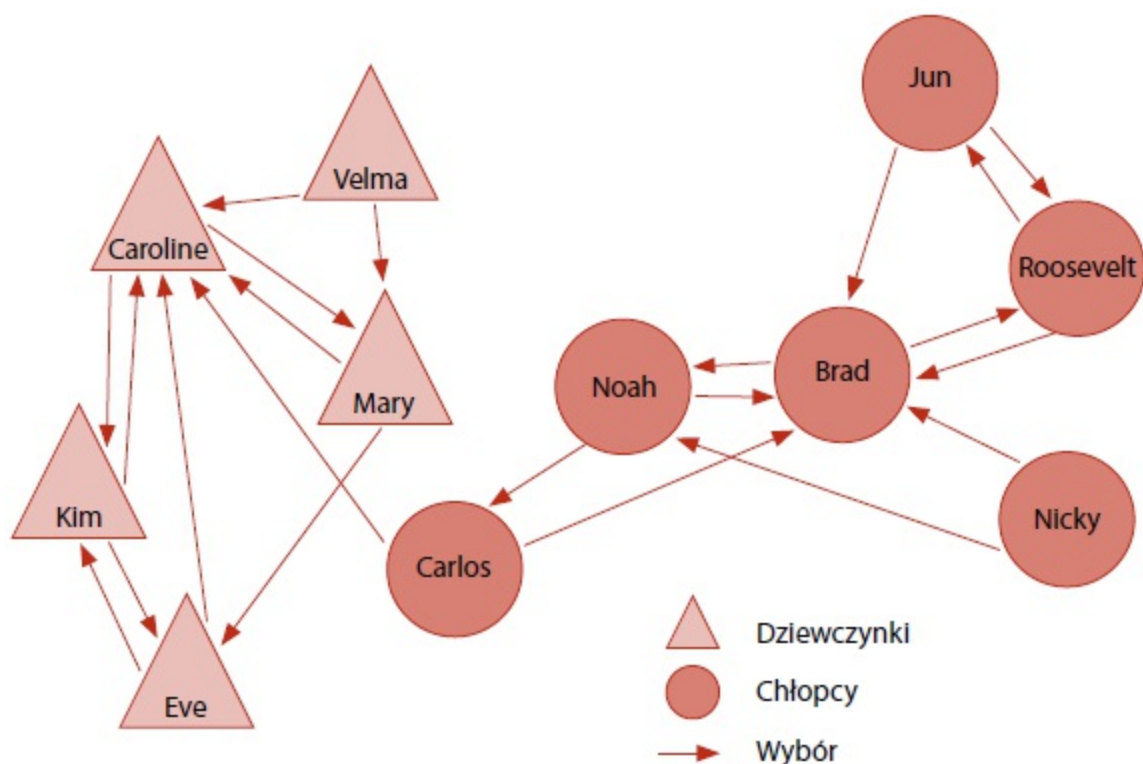 Jun
Velma
Caroline
Roosevelt
Brad
Noah
Mary
Kim
Nicky
Carlos
Eve
Dziewczynki
Chłopcy
Wybór